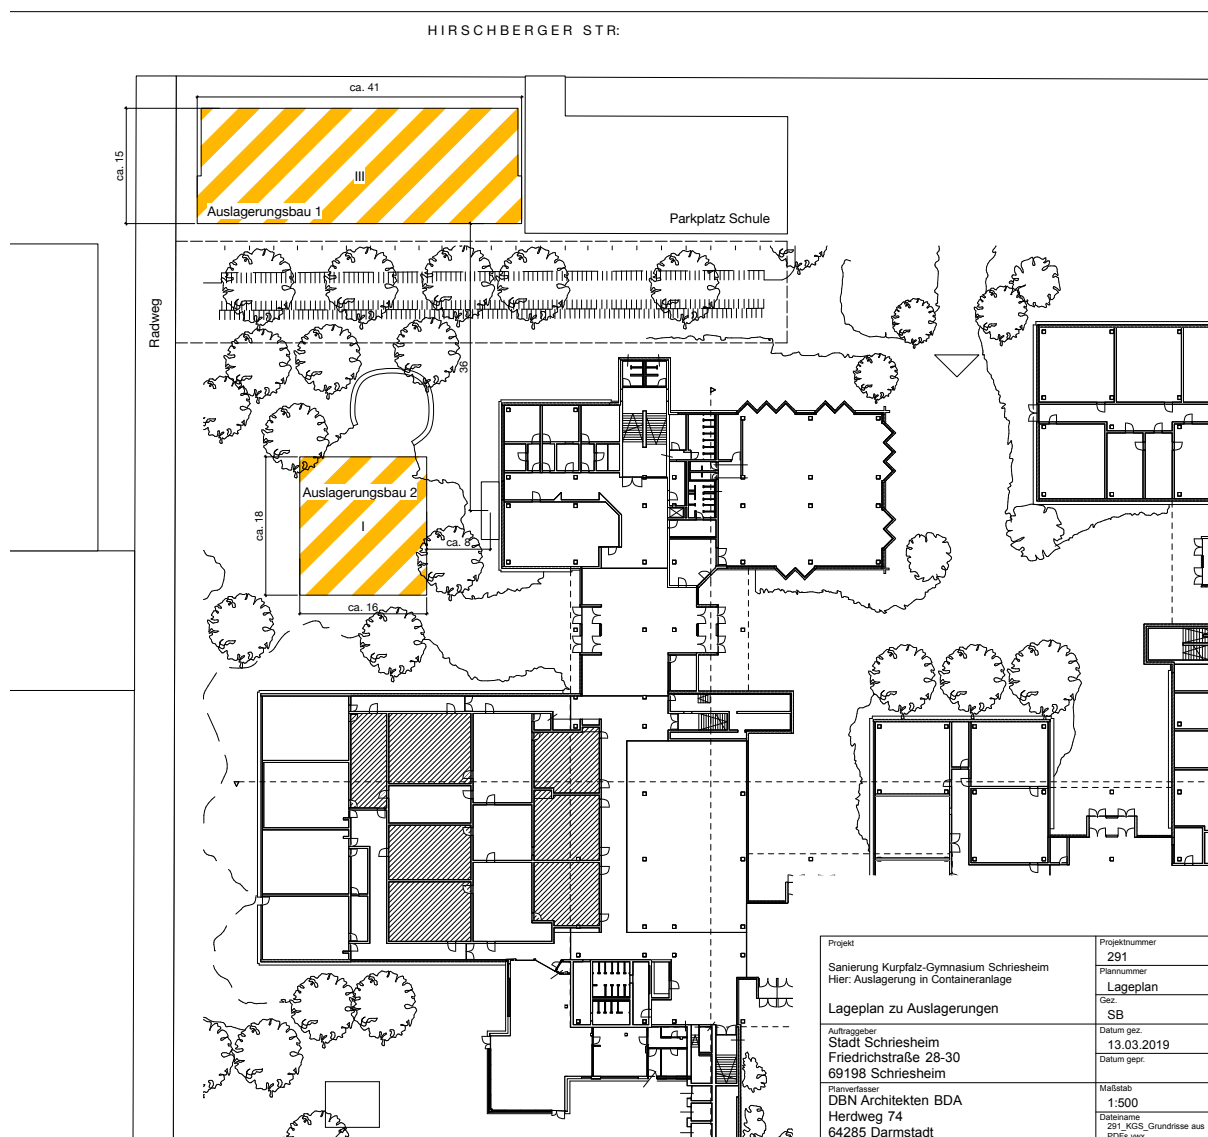 HIRSCHBERGER STR:
ca. 41
ca. 15
III
Auslagerungsbau 1
Parkplatz Schule
Radweg
36
Auslagerungsbau 2
I
ca. 18
ca. 8
ca. 16
Projekt
Sanierung Kurpfalz-Gymnasium Schriesheim
Hier: Auslagerung in Containeranlage
Lageplan zu Auslagerungen
Auftraggeber
Stadt Schriesheim
Friedrichstraße 28-30
69198 Schriesheim
Planverfasser
DBN Architekten BDA
Herdweg 74
64285 Darmstadt
Projektnummer
291
Plannummer
Lageplan
Gez.
SB
Datum gez.
13.03.2019
Datum gepr.
Maßstab
1:500
Dateiname
291_KGS_Grundrisse aus
PDFs.vwx